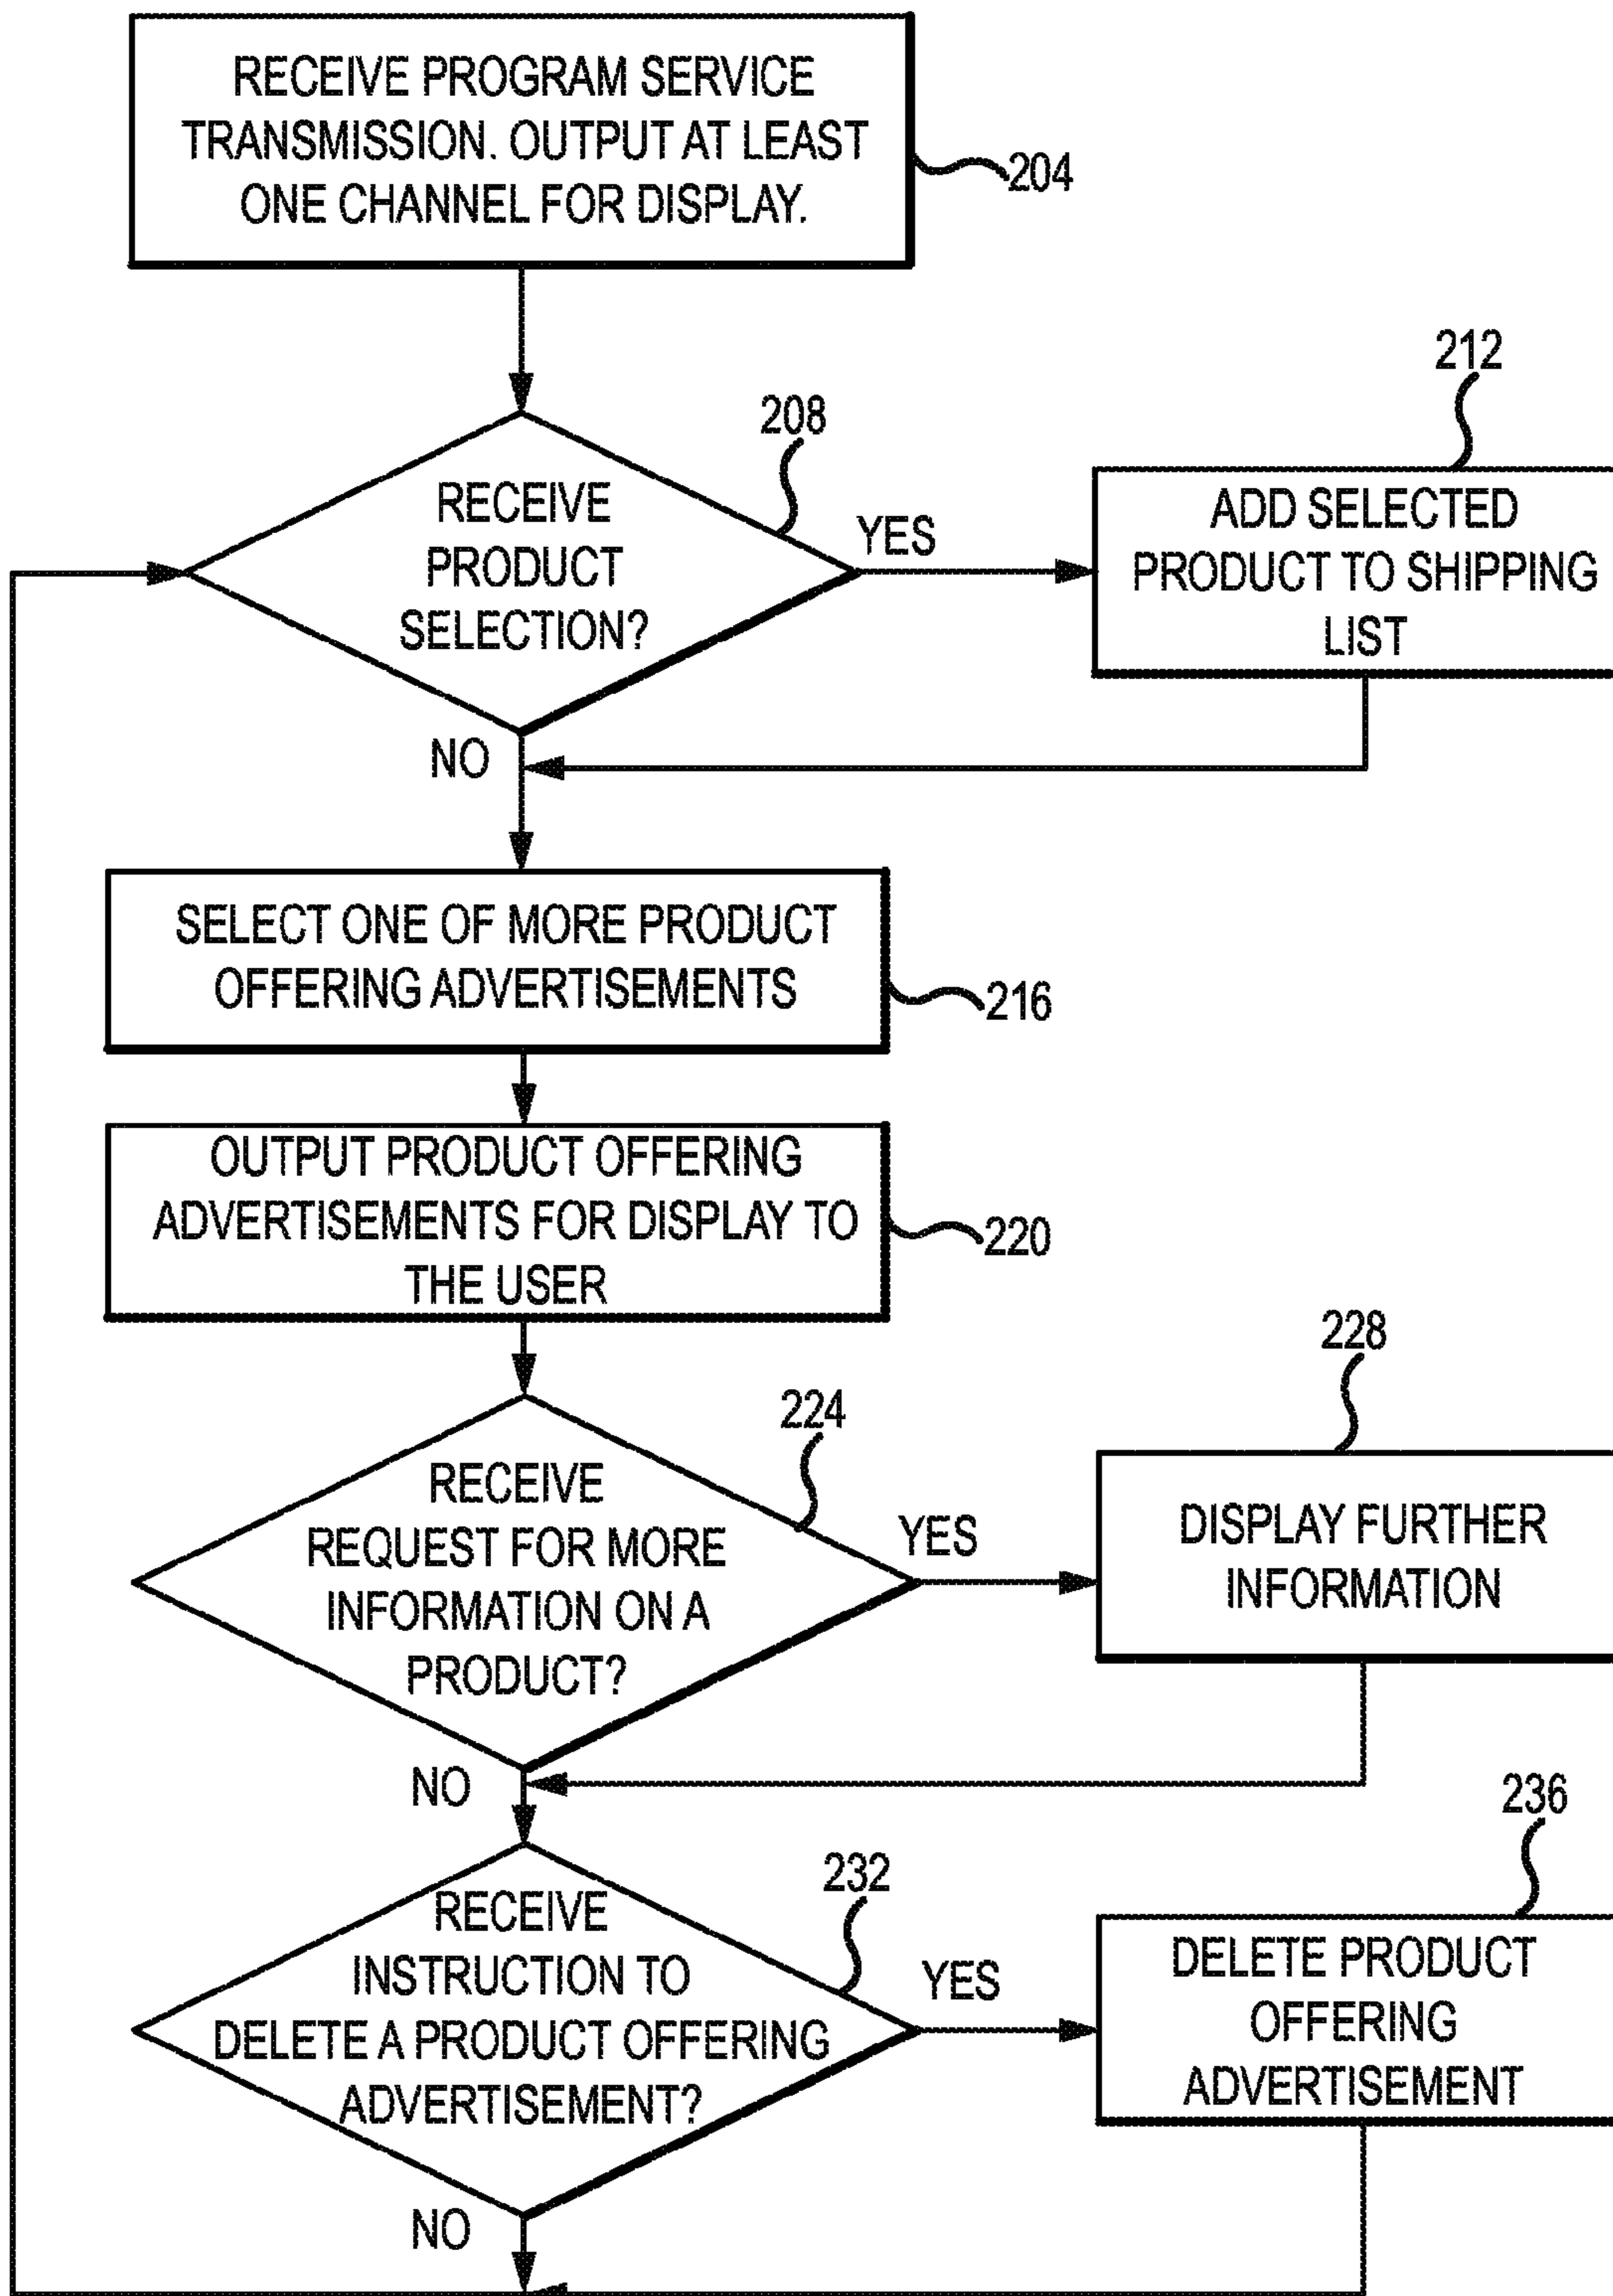 RECEIVE PROGRAM SERVICE
TRANSMISSION. OUTPUT AT LEAST
ONE CHANNEL FOR DISPLAY.
204
208
212
RECEIVE
PRODUCT
SELECTION?
YES
ADD SELECTED
PRODUCT TO SHIPPING
LIST
NO
SELECT ONE OF MORE PRODUCT
OFFERING ADVERTISEMENTS
216
OUTPUT PRODUCT OFFERING
ADVERTISEMENTS FOR DISPLAY TO
THE USER
220
224
228
RECEIVE
REQUEST FOR MORE
INFORMATION ON A
PRODUCT?
YES
DISPLAY FURTHER
INFORMATION
NO
232
236
RECEIVE
INSTRUCTION TO
DELETE A PRODUCT OFFERING
ADVERTISEMENT?
YES
DELETE PRODUCT
OFFERING
ADVERTISEMENT
NO